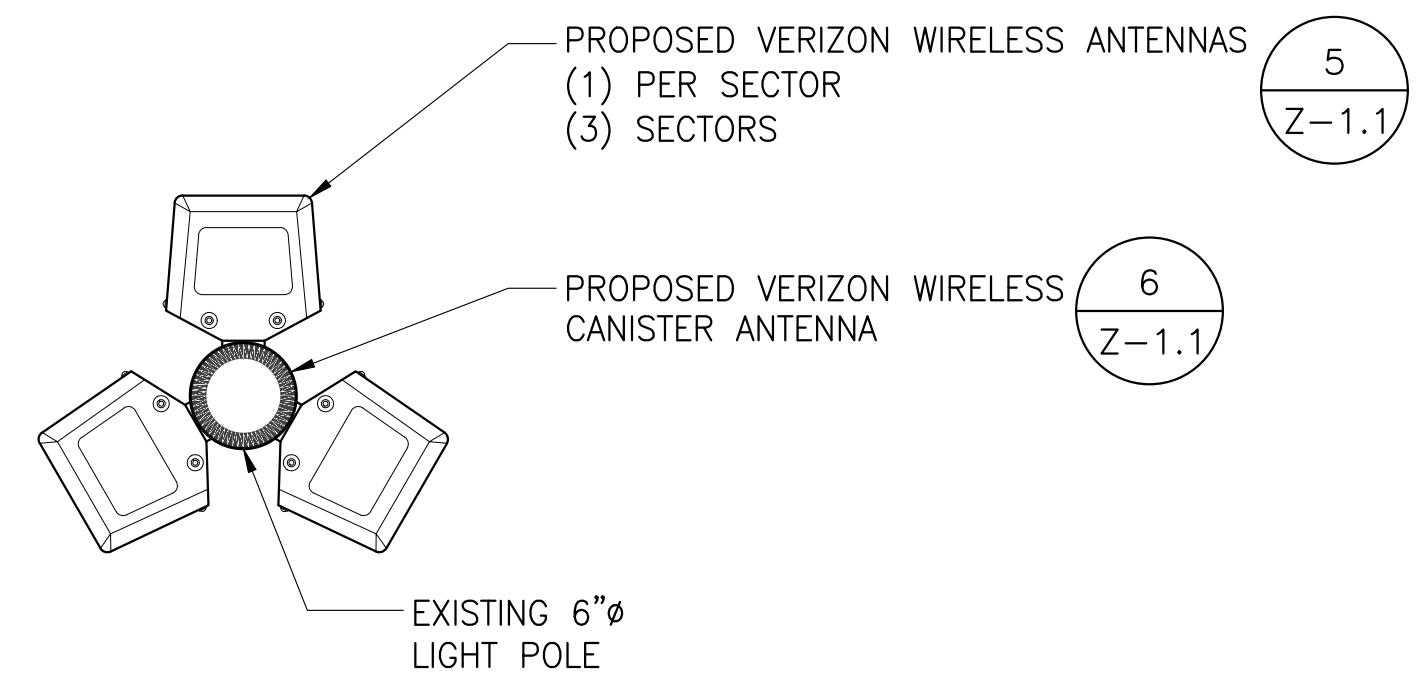 PROPOSED VERIZON WIRELESS ANTENNAS
(1) PER SECTOR
(3) SECTORS
5
Z-1.1
PROPOSED VERIZON WIRELESS
CANISTER ANTENNA
6
Z-1.1
EXISTING 6"ø
LIGHT POLE